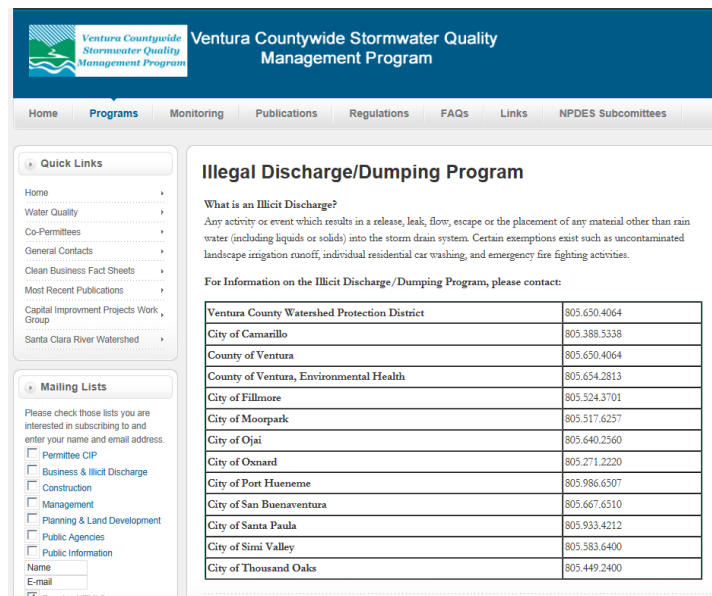 Ventura Countywide
Stormwater Quality
Management Program
Ventura Countywide Stormwater Quality
Management Program
Home Programs Monitoring Publications Regulations FAQs Links NPDES Subcomittees
Quick Links
Home
Water Quality
Co-Permittees
General Contacts
Clean Business Fact Sheets
Most Recent Publications
Capital Improvment Projects Work
Group
Santa Clara River Watershed
Mailing Lists
Please check those lists you are
interested in subscribing to and
enter your name and email address.
Permittee CIP
Business & Illicit Discharge
Construction
Management
Planning & Land Development
Public Agencies
Public Information
Name
E-mail
Illegal Discharge/Dumping Program
What is an Illicit Discharge?
Any activity or event which results in a release, leak, flow, escape or the placement of any material other than rain
water (including liquids or solids) into the storm drain system. Certain exemptions exist such as uncontaminated
landscape irrigation runoff, individual residential car washing, and emergency fire fighting activities.
For Information on the Illicit Discharge/Dumping Program, please contact:
Ventura County Watershed Protection District 805.650.4064
City of Camarillo 805.388.5338
County of Ventura 805.650.4064
County of Ventura, Environmental Health 805.654.2813
City of Fillmore 805.524.3701
City of Moorpark 805.517.6257
City of Ojai 805.640.2560
City of Oxnard 805.271.2220
City of Port Hueneme 805.986.6507
City of San Buenaventura 805.667.6510
City of Santa Paula 805.933.4212
City of Simi Valley 805.583.6400
City of Thousand Oaks 805.449.2400